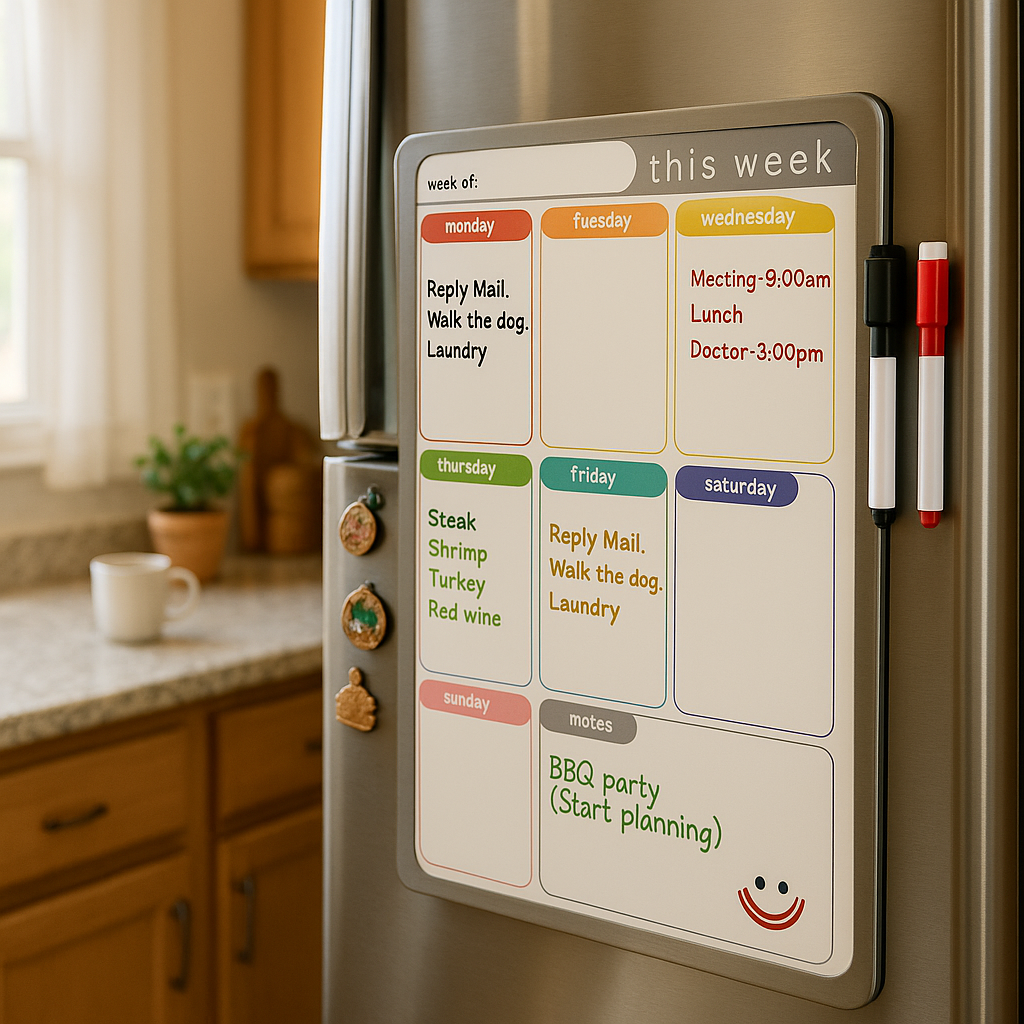 week of:
this week
monday
Reply Mail.
Walk the dog.
Laundry
fuesday
wednesday
Mecting-9:00am
Lunch
Doctor-3:00pm
thursday
Steak
Shrimp
Turkey
Red wine
friday
Reply Mail.
Walk the dog.
Laundry
saturday
sunday
motes
BBQ party
(Start planning)